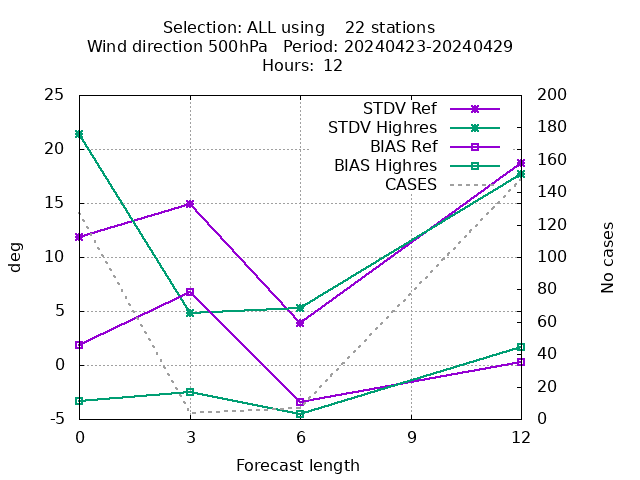 Selection: ALL using    22 stations
Wind direction 500hPa   Period: 20240423-20240429
Hours:  12
STDV Ref
STDV Highres
BIAS Ref
BIAS Highres
CASES
25
20
15
10
5
0
-5
deg
200
180
160
140
120
100
80
60
40
20
0
No cases
0
3
6
9
12
Forecast length